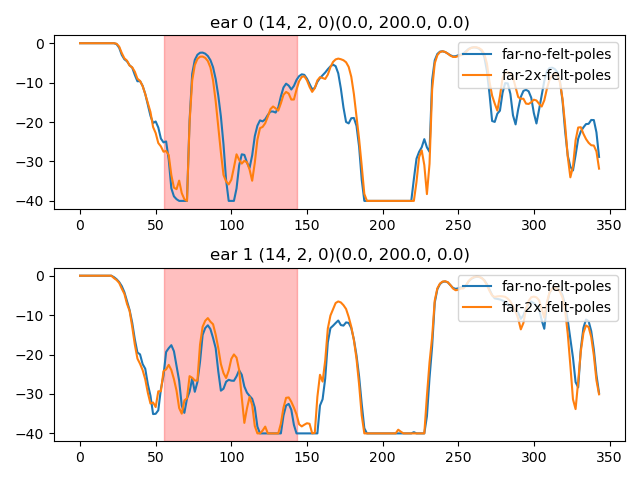 ear 0 (14, 2, 0)(0.0, 200.0, 0.0)
0
−10
−20
−30
−40
far-no-felt-poles
far-2x-felt-poles
0 50 100 150 200 250 300 350
ear 1 (14, 2, 0)(0.0, 200.0, 0.0)
0
−10
−20
−30
−40
far-no-felt-poles
far-2x-felt-poles
0 50 100 150 200 250 300 350